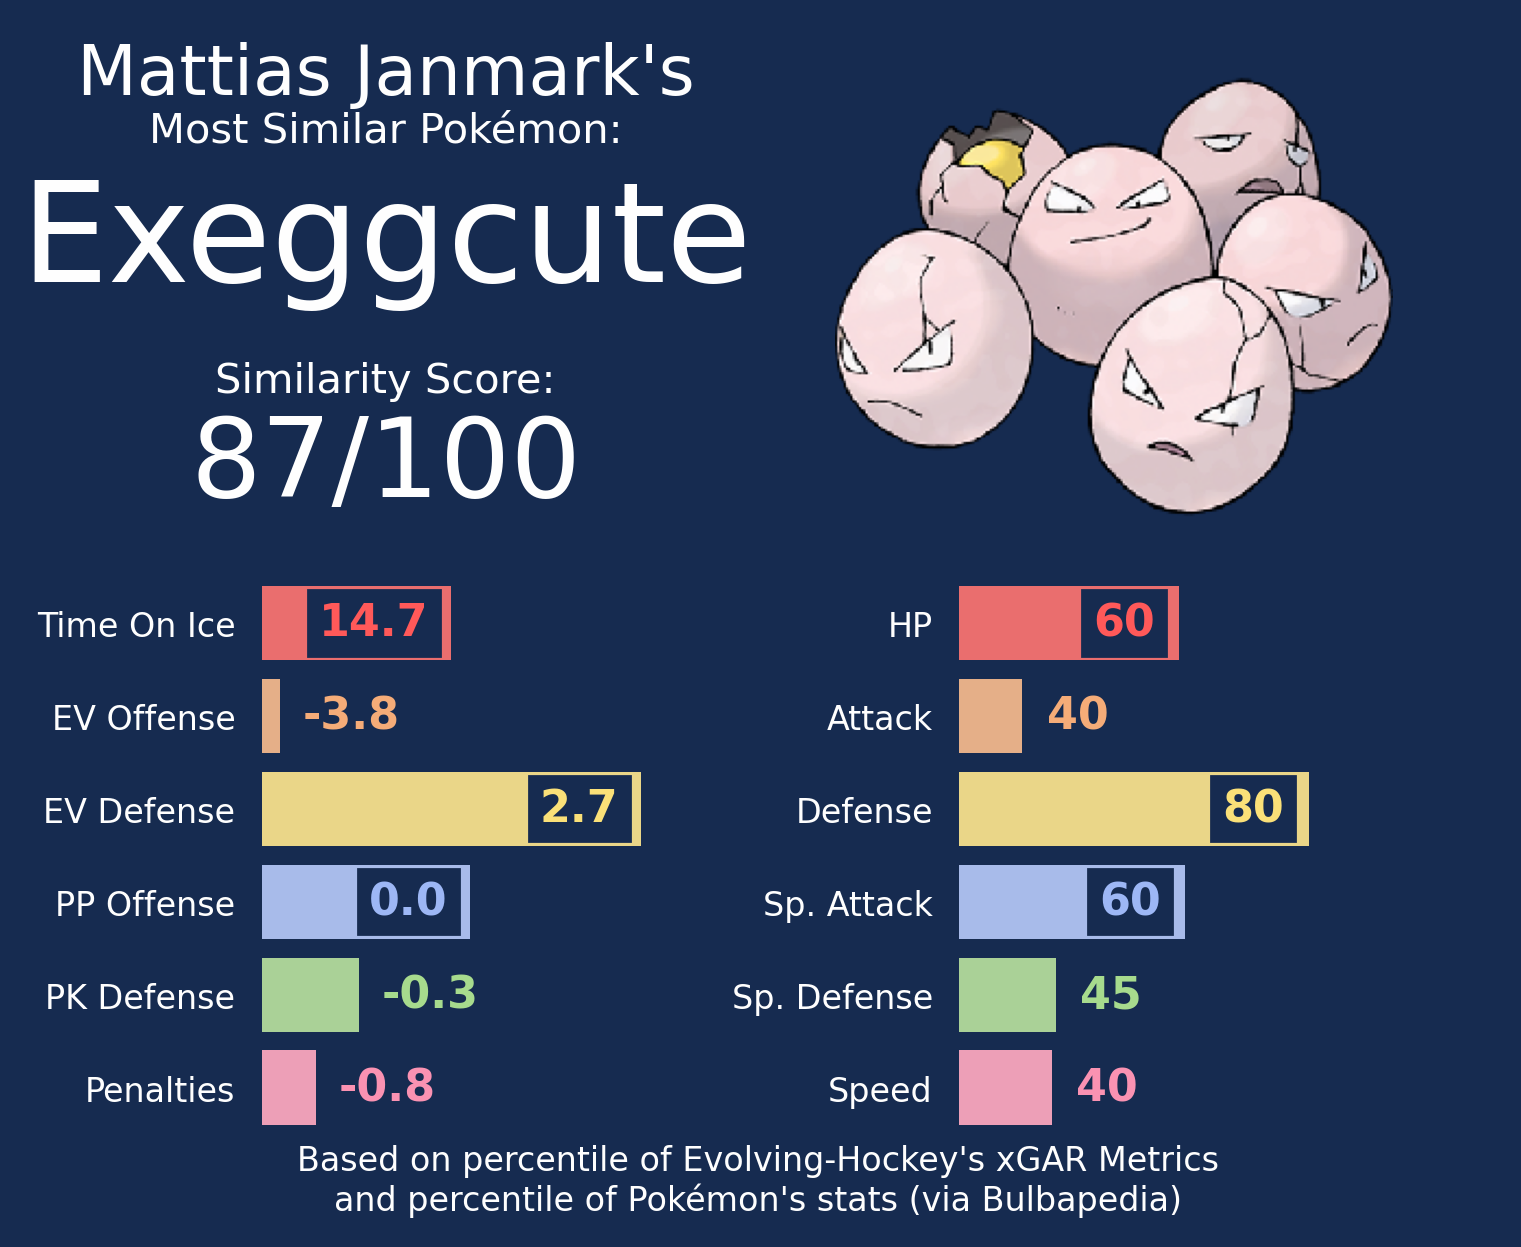 Mattias Janmark's
Most Similar Pokémon:
Exeggcute
Similarity Score:
87/100
Time On Ice 14.7
EV Offense -3.8
EV Defense 2.7
PP Offense 0.0
PK Defense -0.3
Penalties -0.8
HP 60
Attack 40
Defense 80
Sp. Attack 60
Sp. Defense 45
Speed 40
Based on percentile of Evolving-Hockey's xGAR Metrics
and percentile of Pokémon's stats (via Bulbapedia)